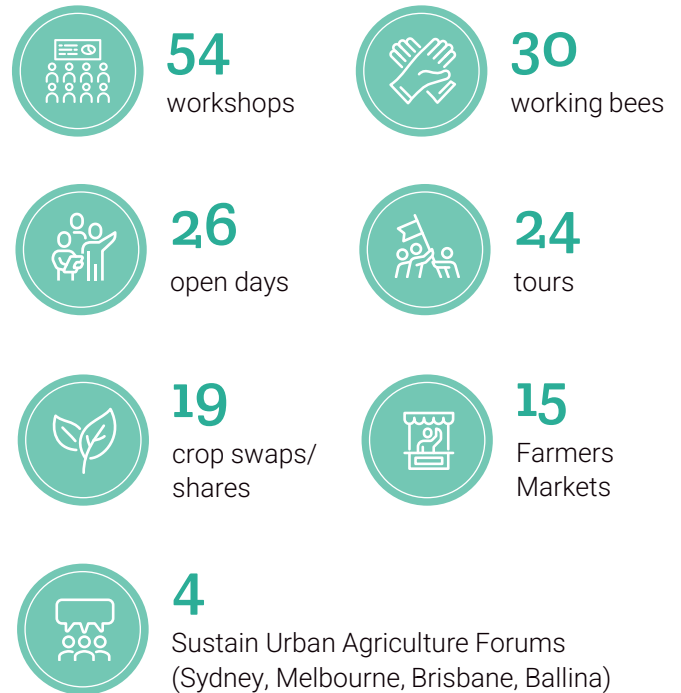 54
workshops
30
working bees
26
open days
24
tours
19
crop swaps/
shares
15
Farmers
Markets
4
Sustain Urban Agriculture Forums
(Sydney, Melbourne, Brisbane, Ballina)